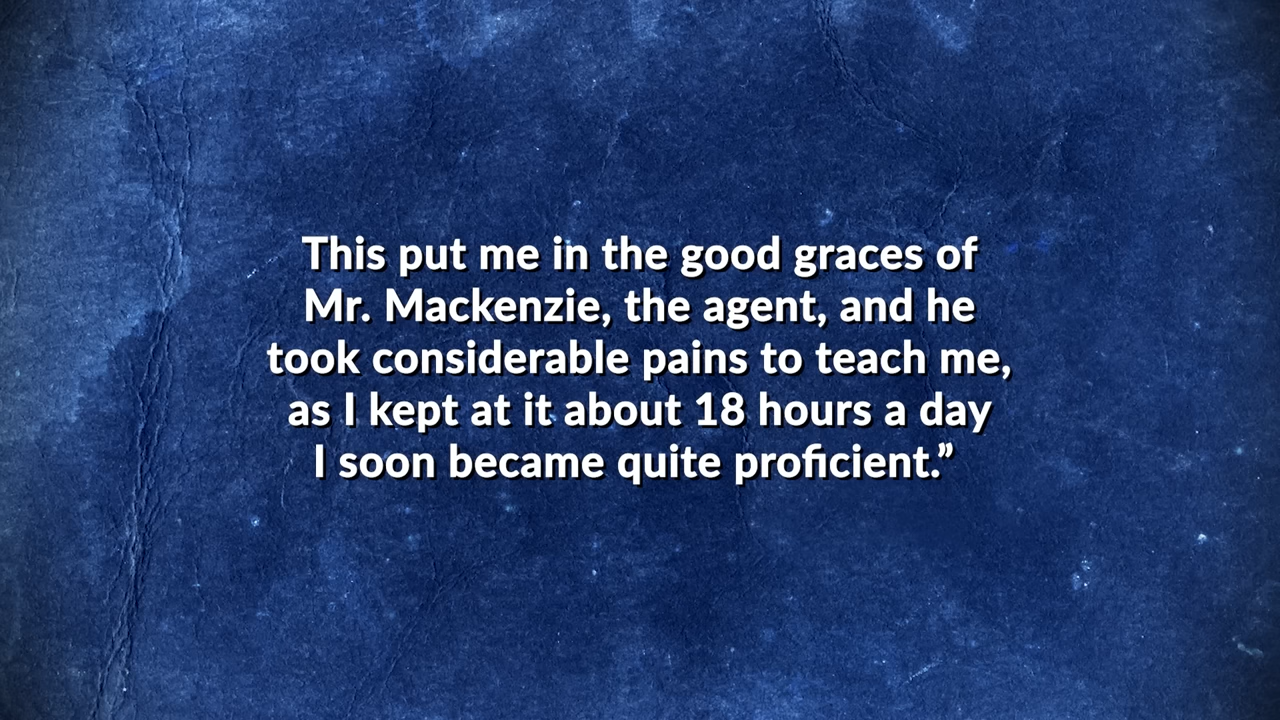 This put me in the good graces of
Mr. Mackenzie, the agent, and he
took considerable pains to teach me,
as I kept at it about 18 hours a day
I soon became quite proficient.”